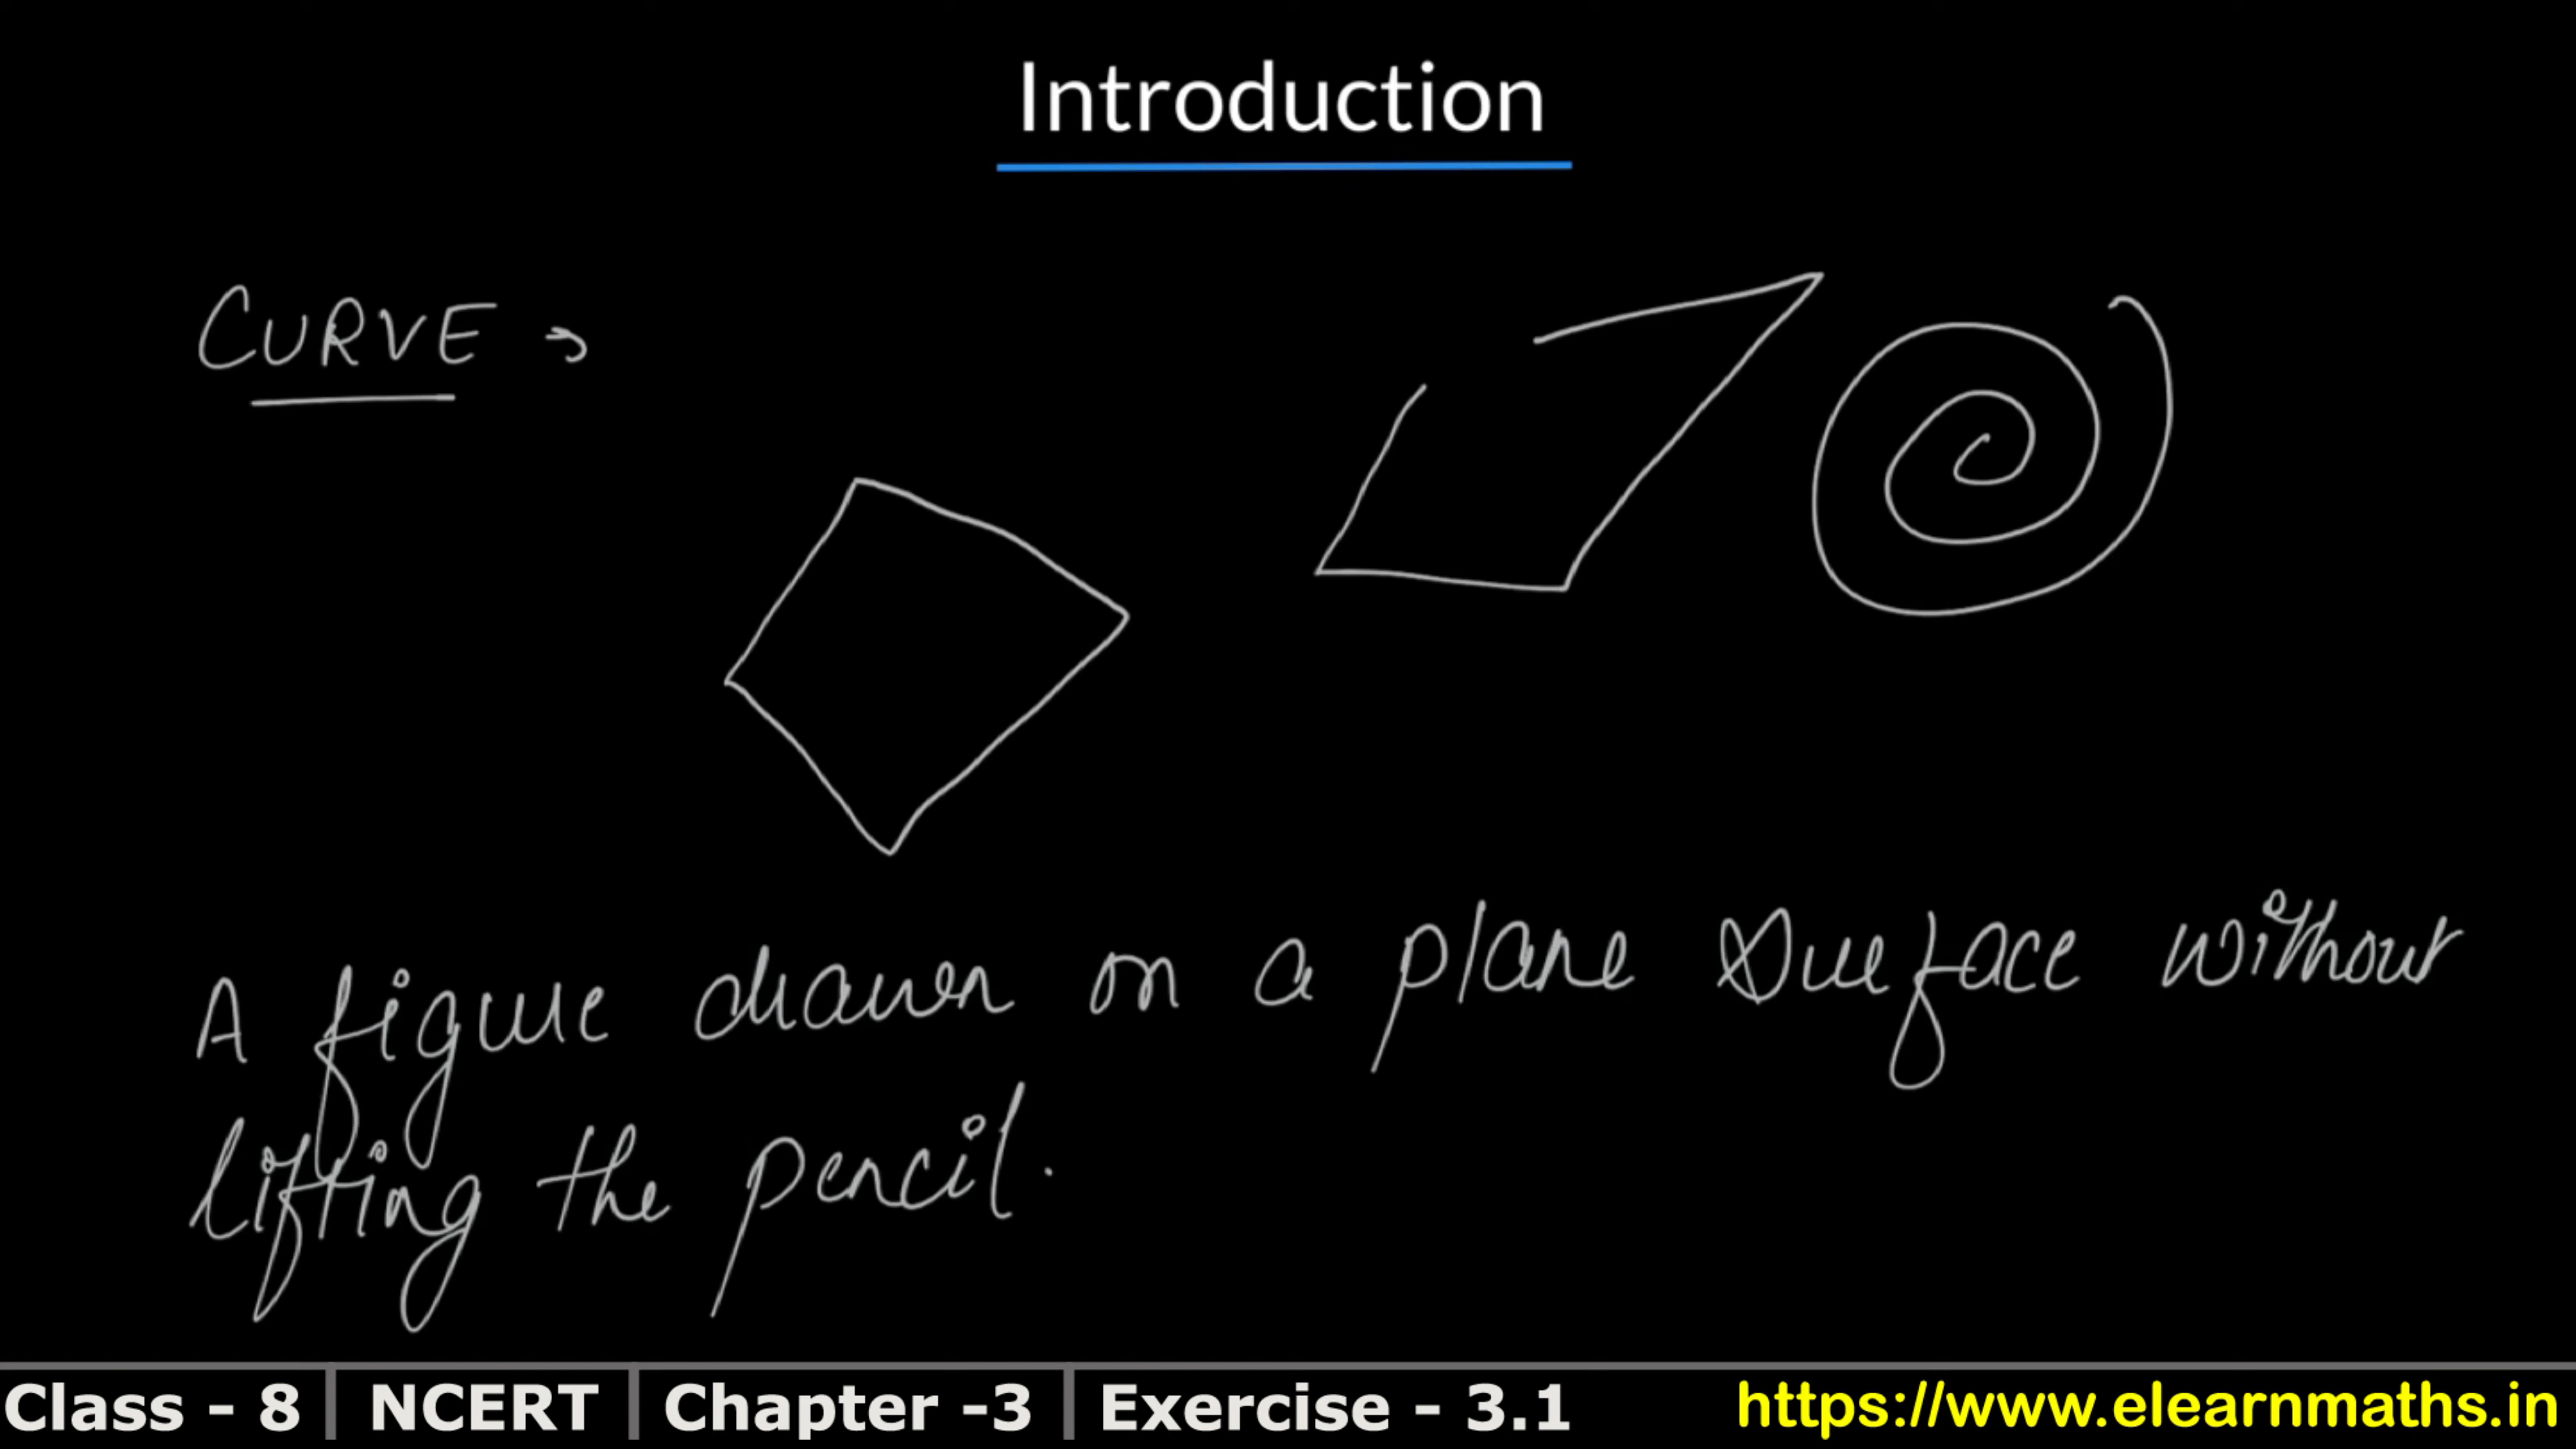 Introduction
CURVE →
A figure drawn on a plane surface without
lifting the pencil.
Class - 8 | NCERT | Chapter -3 | Exercise - 3.1 https://www.elearnmaths.in